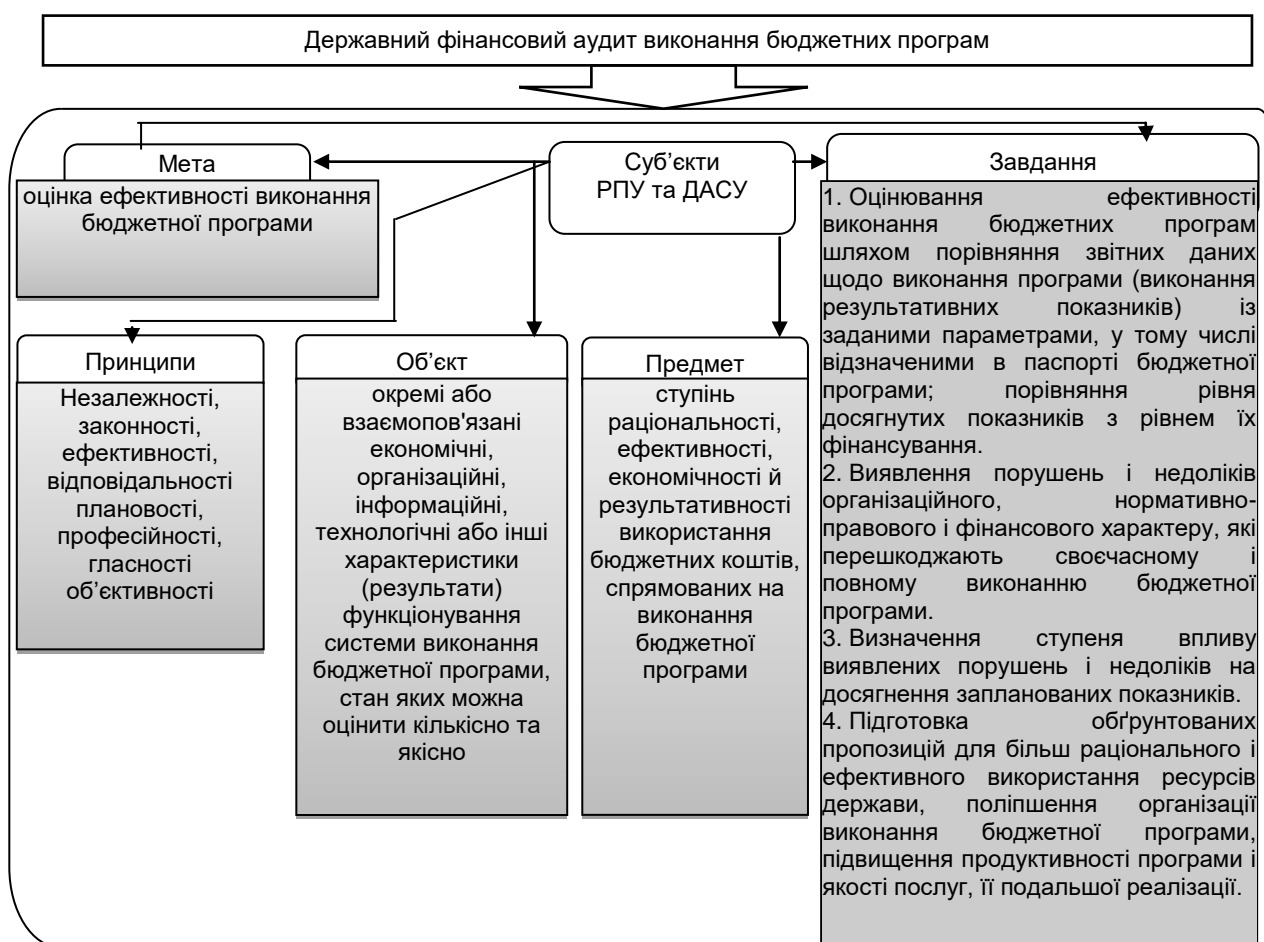 Державний фінансовий аудит виконання бюджетних програм
Мета
оцінка ефективності виконання
бюджетної програми
Суб’єкти
РПУ та ДАСУ
Завдання
1. Оцінювання ефективності
виконання бюджетних програм
шляхом порівняння звітних даних
щодо виконання програми (виконання
результативних показників) із
заданими параметрами, у тому числі
відзначеними в паспорті бюджетної
програми; порівняння рівня
досягнутих показників з рівнем їх
фінансування.
2. Виявлення порушень і недоліків
організаційного, нормативно-
правового і фінансового характеру, які
перешкоджають своєчасному і
повному виконанню бюджетної
програми.
3. Визначення ступеня впливу
виявлених порушень і недоліків на
досягнення запланованих показників.
4. Підготовка обґрунтованих
пропозицій для більш раціонального і
ефективного використання ресурсів
держави, поліпшення організації
виконання бюджетної програми,
підвищення продуктивності програми і
якості послуг, її подальшої реалізації.
Принципи
Незалежності,
законності,
ефективності,
відповідальності
плановості,
професійності,
гласності
об’єктивності
Об’єкт
окремі або
взаємопов'язані
економічні,
організаційні,
інформаційні,
технологічні або інші
характеристики
(результати)
функціонування
системи виконання
бюджетної програми,
стан яких можна
оцінити кількісно та
якісно
Предмет
ступінь
раціональності,
ефективності,
економічності й
результативності
використання
бюджетних коштів,
спрямованих на
виконання
бюджетної
програми